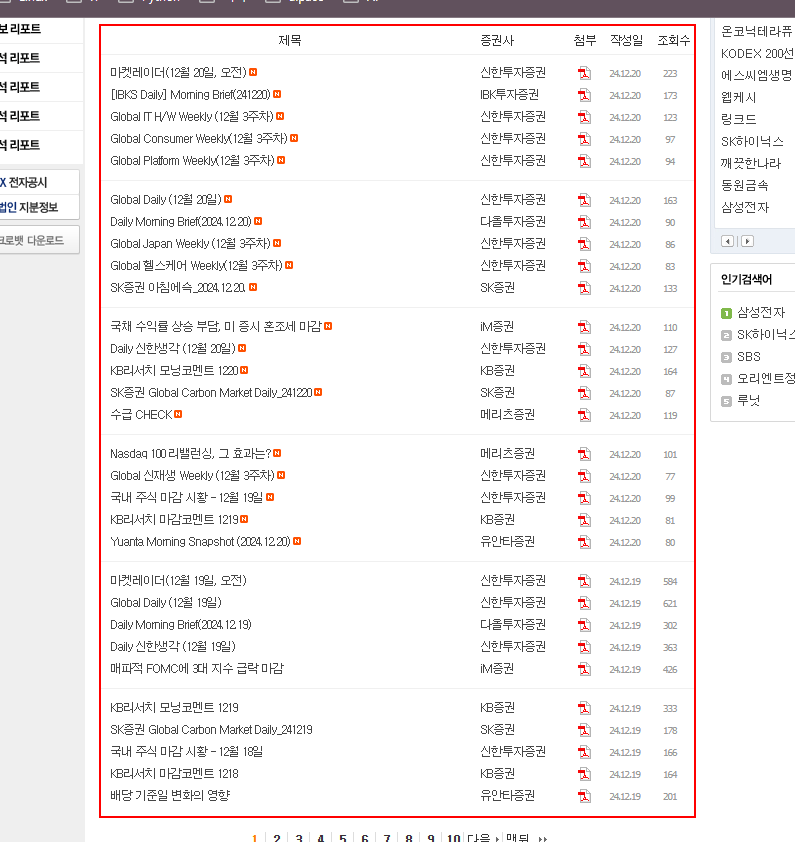 보 리포트
석 리포트
석 리포트
석 리포트
석 리포트
X 전자공시
법인 지분정보
크로뱃 다운로드
제목 증권사 첨부 작성일 조회수
마켓레이더(12월 20일, 오전) N 신한투자증권 24.12.20 223
[IBKS Daily] Morning Brief(241220) N IBK투자증권 24.12.20 173
Global IT H/W Weekly (12월 3주차) N 신한투자증권 24.12.20 123
Global Consumer Weekly(12월 3주차) N 신한투자증권 24.12.20 97
Global Platform Weekly(12월 3주차) N 신한투자증권 24.12.20 94
Global Daily (12월 20일) N 신한투자증권 24.12.20 163
Daily Morning Brief(2024.12.20) N 다올투자증권 24.12.20 90
Global Japan Weekly (12월 3주차) N 신한투자증권 24.12.20 86
Global 헬스케어 Weekly(12월 3주차) N 신한투자증권 24.12.20 83
SK증권 아침에슥_2024.12.20. N SK증권 24.12.20 133
국채 수익률 상승 부담, 미 증시 혼조세 마감 N iM증권 24.12.20 110
Daily 신한생각 (12월 20일) N 신한투자증권 24.12.20 127
KB리서치 모닝코멘트 1220 N KB증권 24.12.20 164
SK증권 Global Carbon Market Daily_241220 N SK증권 24.12.20 87
수급 CHECK N 메리츠증권 24.12.20 119
Nasdaq 100 리밸런싱, 그 효과는? N 메리츠증권 24.12.20 101
Global 신재생 Weekly (12월 3주차) N 신한투자증권 24.12.20 77
국내 주식 마감 시황 - 12월 19일 N 신한투자증권 24.12.20 99
KB리서치 마감코멘트 1219 N KB증권 24.12.20 81
Yuanta Morning Snapshot (2024.12.20) N 유안타증권 24.12.20 80
마켓레이더(12월 19일, 오전) 신한투자증권 24.12.19 584
Global Daily (12월 19일) 신한투자증권 24.12.19 621
Daily Morning Brief(2024.12.19) 다올투자증권 24.12.19 302
Daily 신한생각 (12월 19일) 신한투자증권 24.12.19 363
매파적 FOMC에 3대 지수 급락 마감 iM증권 24.12.19 426
KB리서치 모닝코멘트 1219 KB증권 24.12.19 333
SK증권 Global Carbon Market Daily_241219 SK증권 24.12.19 178
국내 주식 마감 시황 - 12월 18일 신한투자증권 24.12.19 166
KB리서치 마감코멘트 1218 KB증권 24.12.19 164
배당 기준일 변화의 영향 유안타증권 24.12.19 201
1 2 3 4 5 6 7 8 9 10 다음 맨뒤
온코닉테라퓨
KODEX 200선
에스씨엠생명
웹케시
링크드
SK하이닉스
깨끗한나라
동원금속
삼성전자
인기검색어
1 삼성전자
2 SK하이닉스
3 SBS
4 오리엔트정
5 루닛